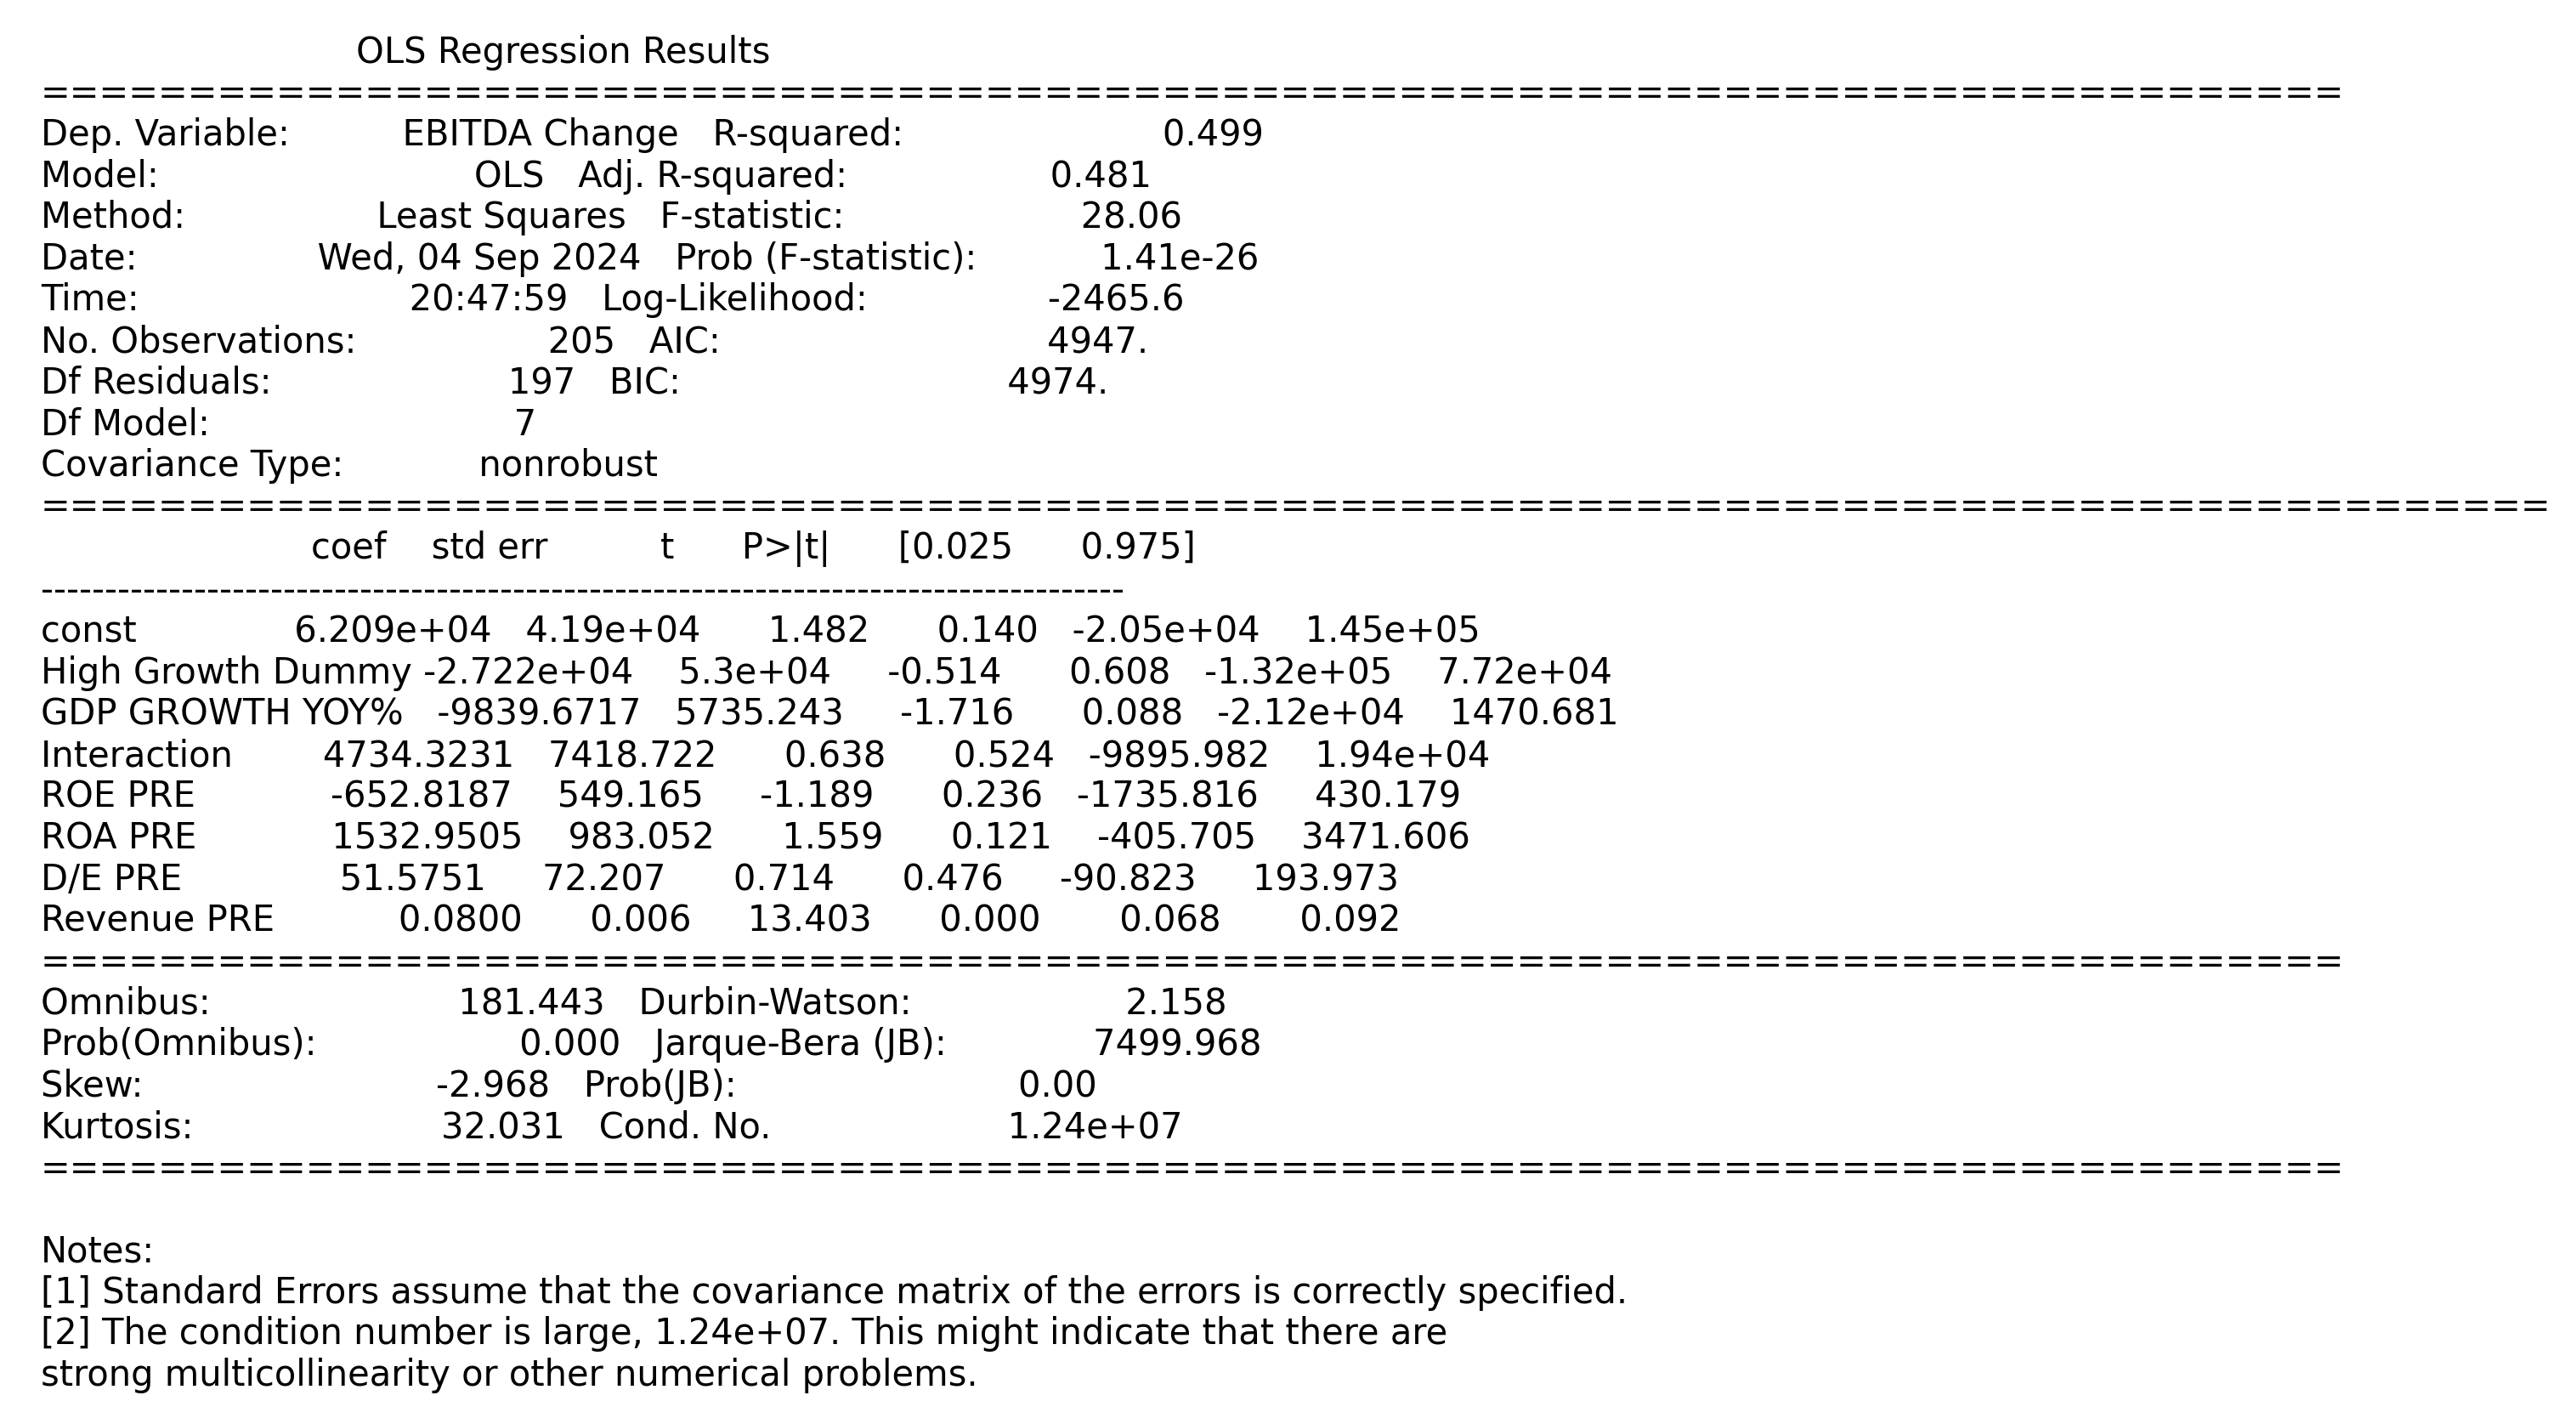 OLS Regression Results
==============================================================================
Dep. Variable: EBITDA Change R-squared: 0.499
Model: OLS Adj. R-squared: 0.481
Method: Least Squares F-statistic: 28.06
Date: Wed, 04 Sep 2024 Prob (F-statistic): 1.41e-26
Time: 20:47:59 Log-Likelihood: -2465.6
No. Observations: 205 AIC: 4947.
Df Residuals: 197 BIC: 4974.
Df Model: 7
Covariance Type: nonrobust
=====================================================================================
coef std err t P>|t| [0.025 0.975]
-------------------------------------------------------------------------------------
const 6.209e+04 4.19e+04 1.482 0.140 -2.05e+04 1.45e+05
High Growth Dummy -2.722e+04 5.3e+04 -0.514 0.608 -1.32e+05 7.72e+04
GDP GROWTH YOY% -9839.6717 5735.243 -1.716 0.088 -2.12e+04 1470.681
Interaction 4734.3231 7418.722 0.638 0.524 -9895.982 1.94e+04
ROE PRE -652.8187 549.165 -1.189 0.236 -1735.816 430.179
ROA PRE 1532.9505 983.052 1.559 0.121 -405.705 3471.606
D/E PRE 51.5751 72.207 0.714 0.476 -90.823 193.973
Revenue PRE 0.0800 0.006 13.403 0.000 0.068 0.092
==============================================================================
Omnibus: 181.443 Durbin-Watson: 2.158
Prob(Omnibus): 0.000 Jarque-Bera (JB): 7499.968
Skew: -2.968 Prob(JB): 0.00
Kurtosis: 32.031 Cond. No. 1.24e+07
==============================================================================
Notes:
[1] Standard Errors assume that the covariance matrix of the errors is correctly specified.
[2] The condition number is large, 1.24e+07. This might indicate that there are
strong multicollinearity or other numerical problems.